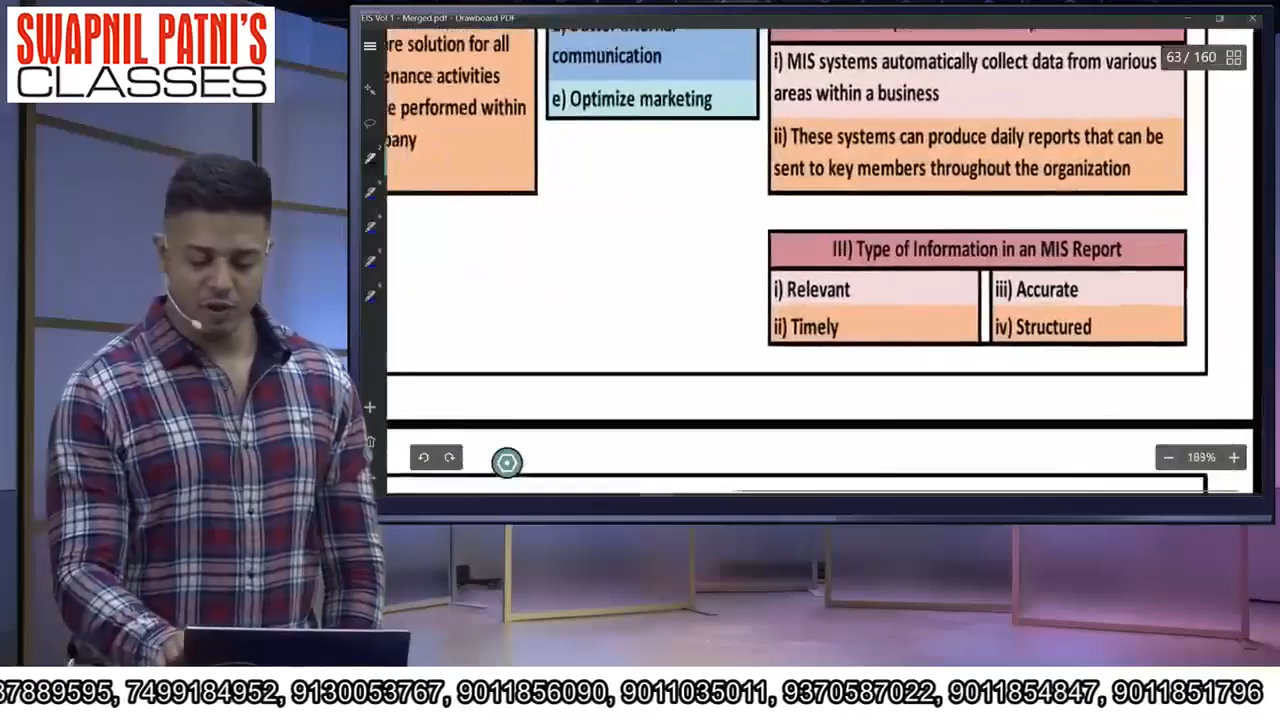 SWAPNIL PATNI'S
CLASSES
EIS Vol 1 - Merged.pdf - Drawboard PDF
63 / 160
re solution for all
enance activities
e performed within
pany
communication
e) Optimize marketing
i) MIS systems automatically collect data from various
areas within a business
ii) These systems can produce daily reports that can be
sent to key members throughout the organization
III) Type of Information in an MIS Report
i) Relevant
iii) Accurate
ii) Timely
iv) Structured
37889595, 7499184952, 9130053767, 9011856090, 9011035011, 9370587022, 9011854847, 9011851796